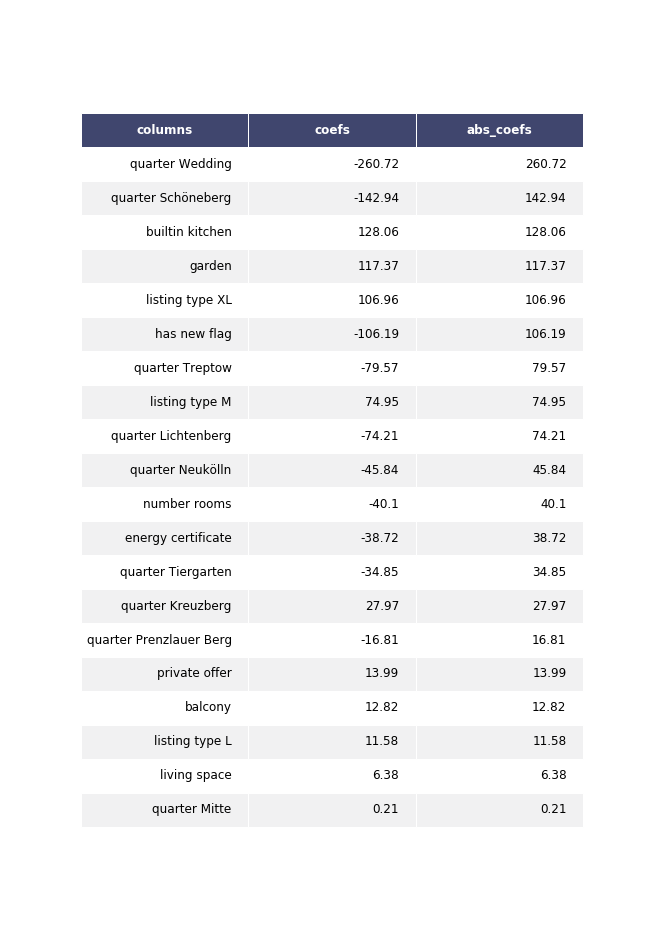 columns coefs abs_coefs
quarter Wedding -260.72 260.72
quarter Schöneberg -142.94 142.94
builtin kitchen 128.06 128.06
garden 117.37 117.37
listing type XL 106.96 106.96
has new flag -106.19 106.19
quarter Treptow -79.57 79.57
listing type M 74.95 74.95
quarter Lichtenberg -74.21 74.21
quarter Neukölln -45.84 45.84
number rooms -40.1 40.1
energy certificate -38.72 38.72
quarter Tiergarten -34.85 34.85
quarter Kreuzberg 27.97 27.97
quarter Prenzlauer Berg -16.81 16.81
private offer 13.99 13.99
balcony 12.82 12.82
listing type L 11.58 11.58
living space 6.38 6.38
quarter Mitte 0.21 0.21